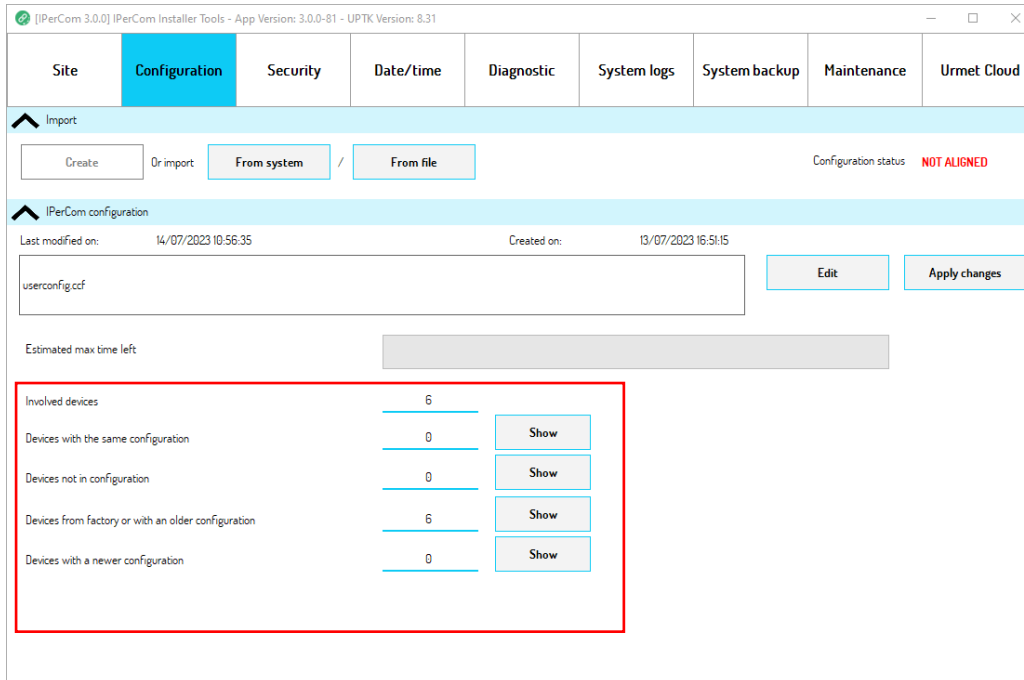 [IPerCom 3.0.0] IPerCom Installer Tools - App Version: 3.0.0-81 - UPTK Version: 8.31
Site Configuration Security Date/time Diagnostic System logs System backup Maintenance Urmet Cloud
Import
Create Or import From system / From file Configuration status NOT ALIGNED
IPerCom configuration
Last modified on: 14/07/2023 10:56:35 Created on: 13/07/2023 16:51:15
userconfig.ccf Edit Apply changes
Estimated max time left
Involved devices 6
Devices with the same configuration 0 Show
Devices not in configuration 0 Show
Devices from factory or with an older configuration 6 Show
Devices with a newer configuration 0 Show